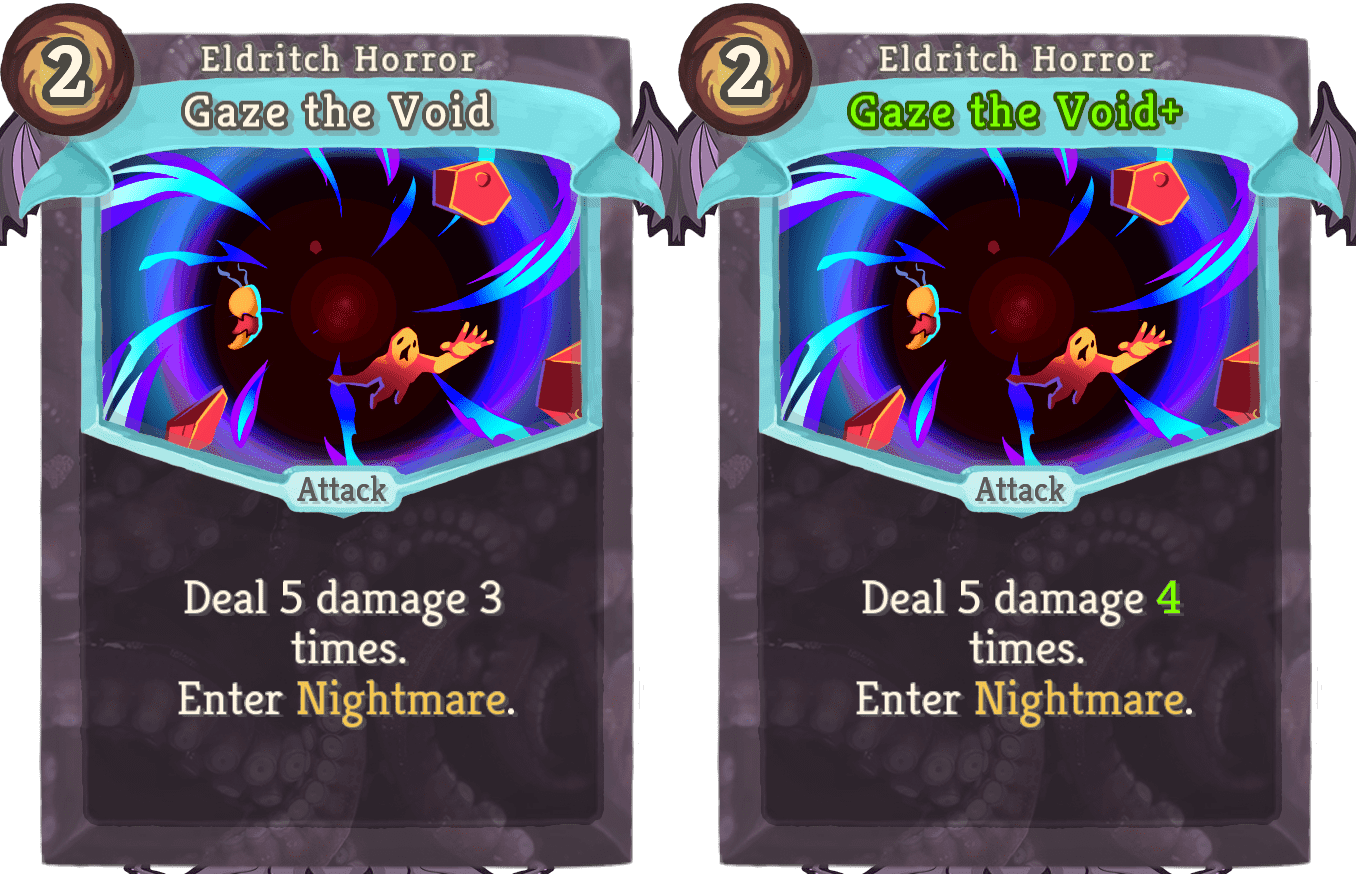 2
Eldritch Horror
Gaze the Void
Attack
Deal 5 damage 3
times.
Enter Nightmare.
2
Eldritch Horror
Gaze the Void+
Attack
Deal 5 damage 4
times.
Enter Nightmare.